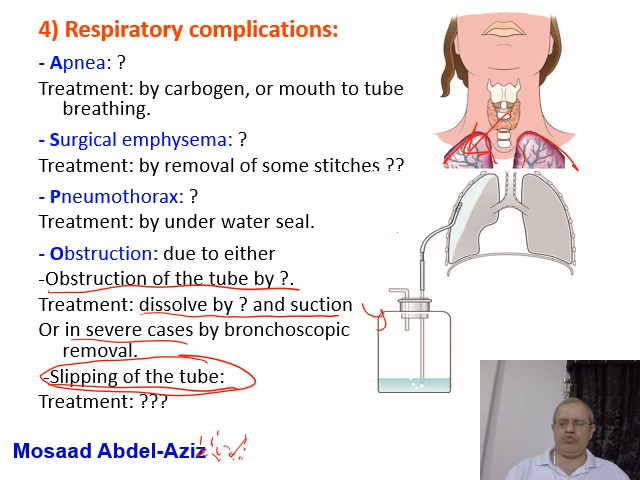 4) Respiratory complications:
- Apnea: ?
Treatment: by carbogen, or mouth to tube
breathing.
- Surgical emphysema: ?
Treatment: by removal of some stitches ??
- Pneumothorax: ?
Treatment: by under water seal.
- Obstruction: due to either
-Obstruction of the tube by ?.
Treatment: dissolve by ? and suction
Or in severe cases by bronchoscopic
removal.
-Slipping of the tube:
Treatment: ???
Mosaad Abdel-Aziz